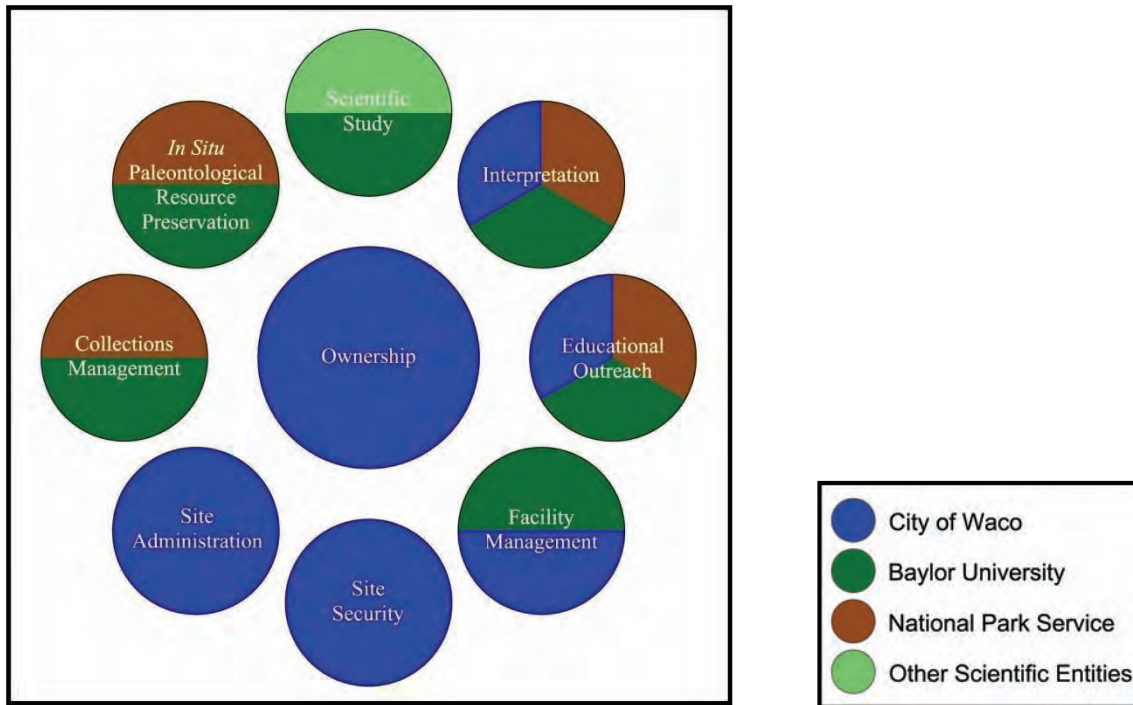 Scientific
Study
Interpretation
Educational
Outreach
Facility
Management
Site
Security
Site
Administration
Collections
Management
In Situ
Paleontological
Resource
Preservation
Ownership
City of Waco
Baylor University
National Park Service
Other Scientific Entities